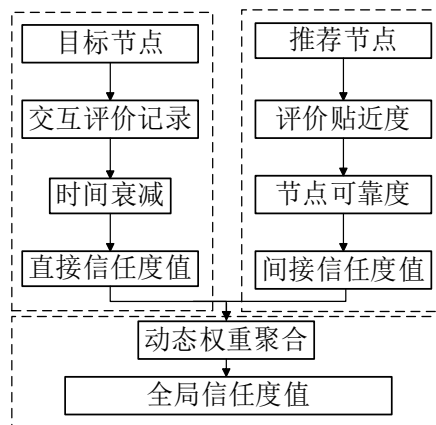 目标节点
交互评价记录
时间衰减
直接信任度值
推荐节点
评价贴近度
节点可靠度
间接信任度值
动态权重聚合
全局信任度值